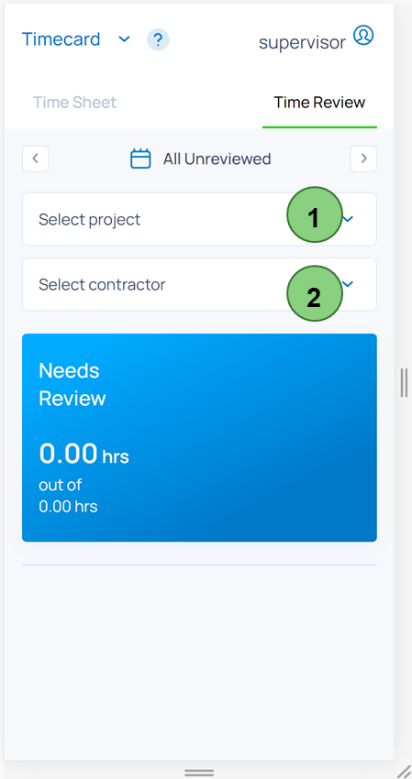 Timecard ?
supervisor
Time Sheet
Time Review
All Unreviewed
Select project
1
Select contractor
2
Needs
Review
0.00 hrs
out of
0.00 hrs